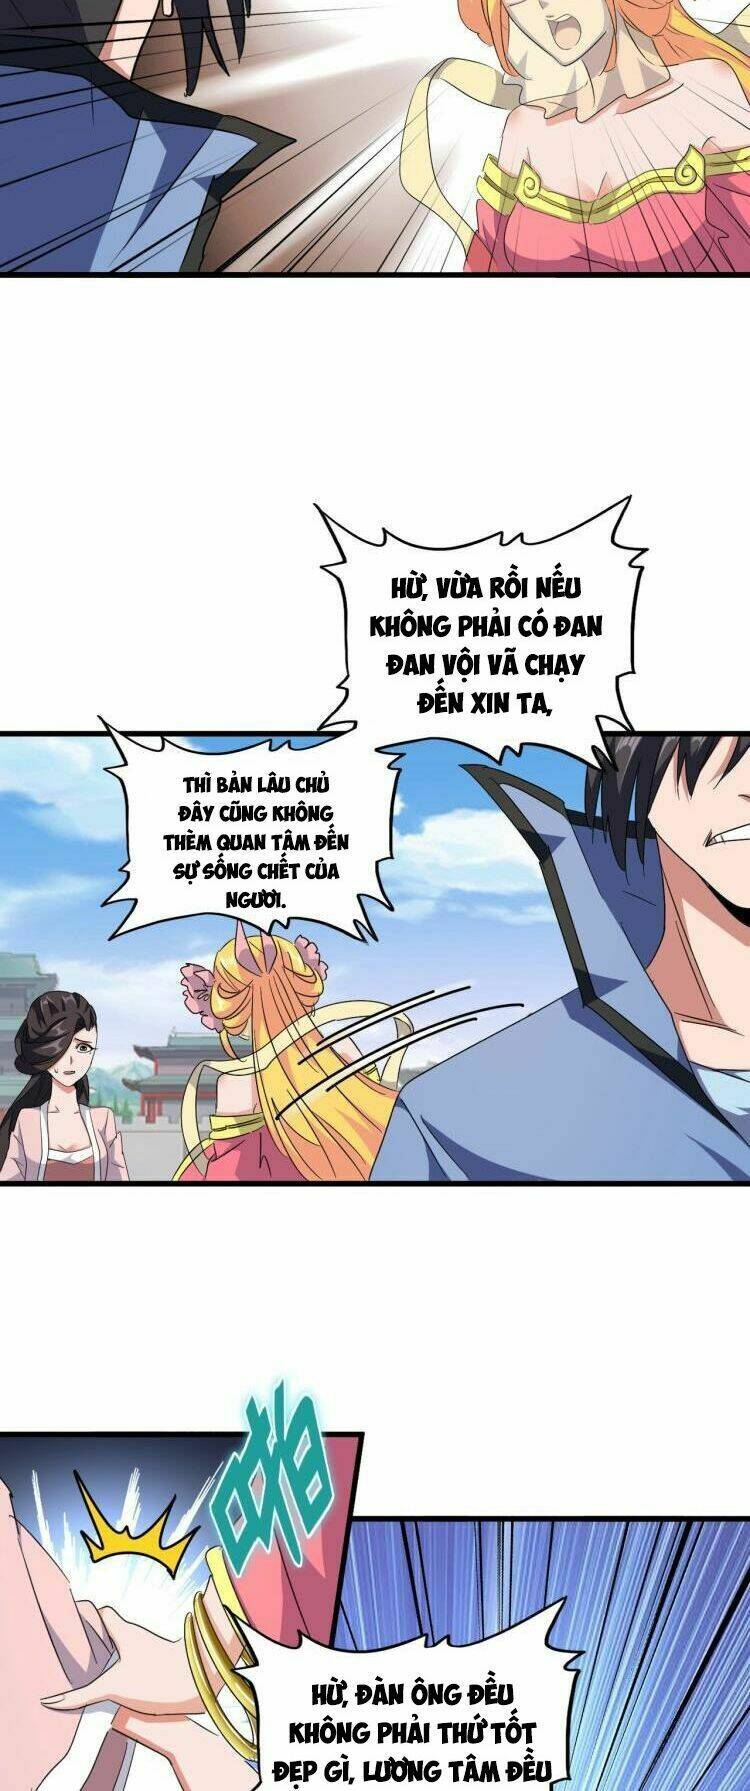 HỪ, VỪA RỒI NẾU
KHÔNG PHẢI CÓ ĐAN
ĐAN VỘI VÃ CHẠY
ĐẾN XIN TA,
THÌ BẢN LÂU CHỦ
ĐÂY CŨNG KHÔNG
THÈM QUAN TÂM ĐẾN
SỰ SỐNG CHẾT CỦA
NGƯƠI.
HỪ, ĐÀN ÔNG ĐỀU
KHÔNG PHẢI THỨ TỐT
ĐẸP GÌ, LƯƠNG TÂM ĐỀU